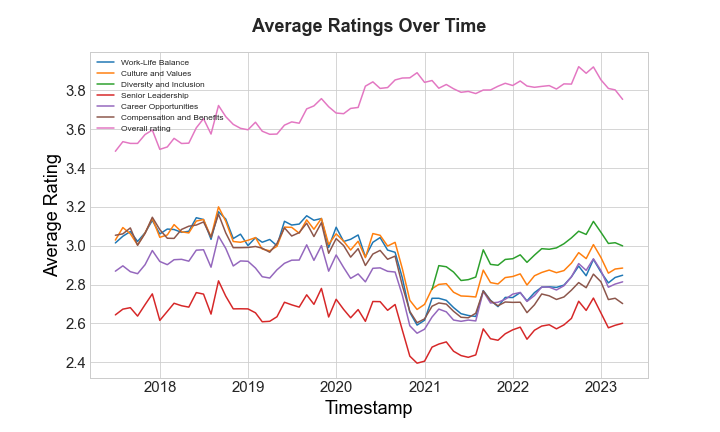 Average Ratings Over Time
Work-Life Balance
Culture and Values
Diversity and Inclusion
Senior Leadership
Career Opportunities
Compensation and Benefits
Overall rating
3.8
3.6
3.4
3.2
3.0
2.8
2.6
2.4
Average Rating
2018 2019 2020 2021 2022 2023
Timestamp